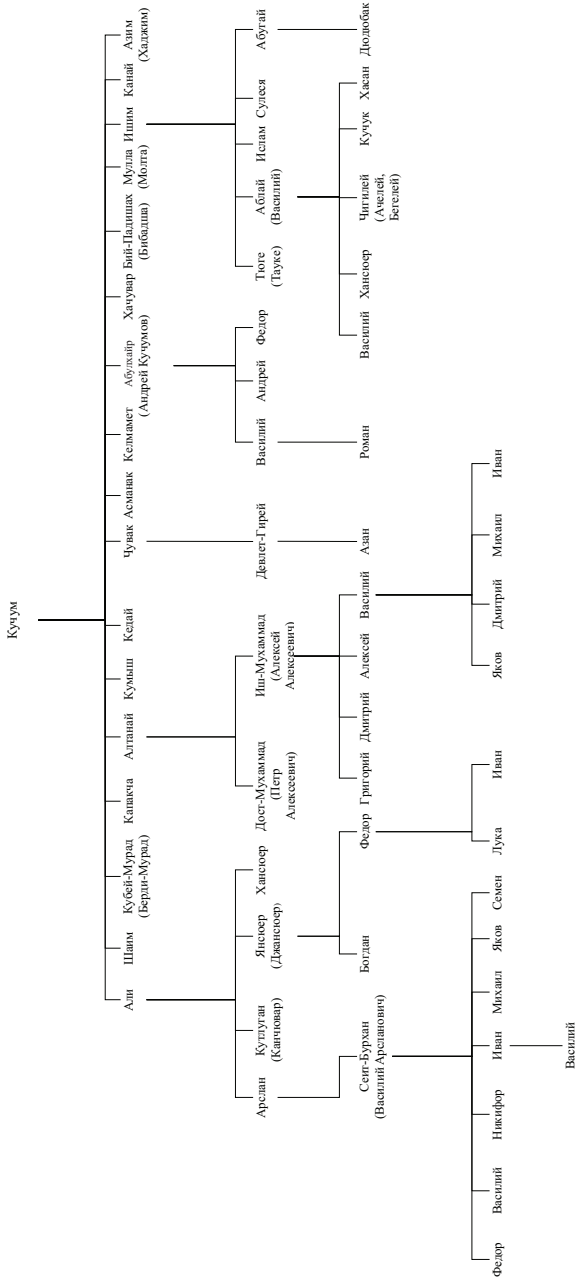 Кучум
Али
Шаим
Кубей-Мурад
(Берди-Мурад)
Капакча
Алтанай
Кумыш
Кедай
Чувак
Асманак
Келмамет
Абулхайр
(Андрей Кучумов)
Хачувар
Бий-Падишах
(Бибадша)
Мулла
(Молта)
Ишим
Канай
Азим
(Хаджим)
Арслан
Кутлуган
(Канчювар)
Янсюер
(Джансюер)
Хансюер
Дост-Мухаммад
(Петр
Алексеевич)
Иш-Мухаммад
(Алексей
Алексеевич)
Девлет-Гирей
Василий
Андрей
Федор
Тюге
(Тауке)
Аблай
(Василий)
Ислам
Сулеся
Абугай
Сеит-Бурхан
(Василий Арсланович)
Богдан
Федор
Григорий
Дмитрий
Алексей
Василий
Азан
Роман
Василий
Хансюер
Чигилей
(Ачелей,
Бегелей)
Кучук
Хасан
Дюдюбак
Федор
Василий
Никифор
Иван
Михаил
Яков
Семен
Лука
Иван
Яков
Дмитрий
Михаил
Иван
Василий